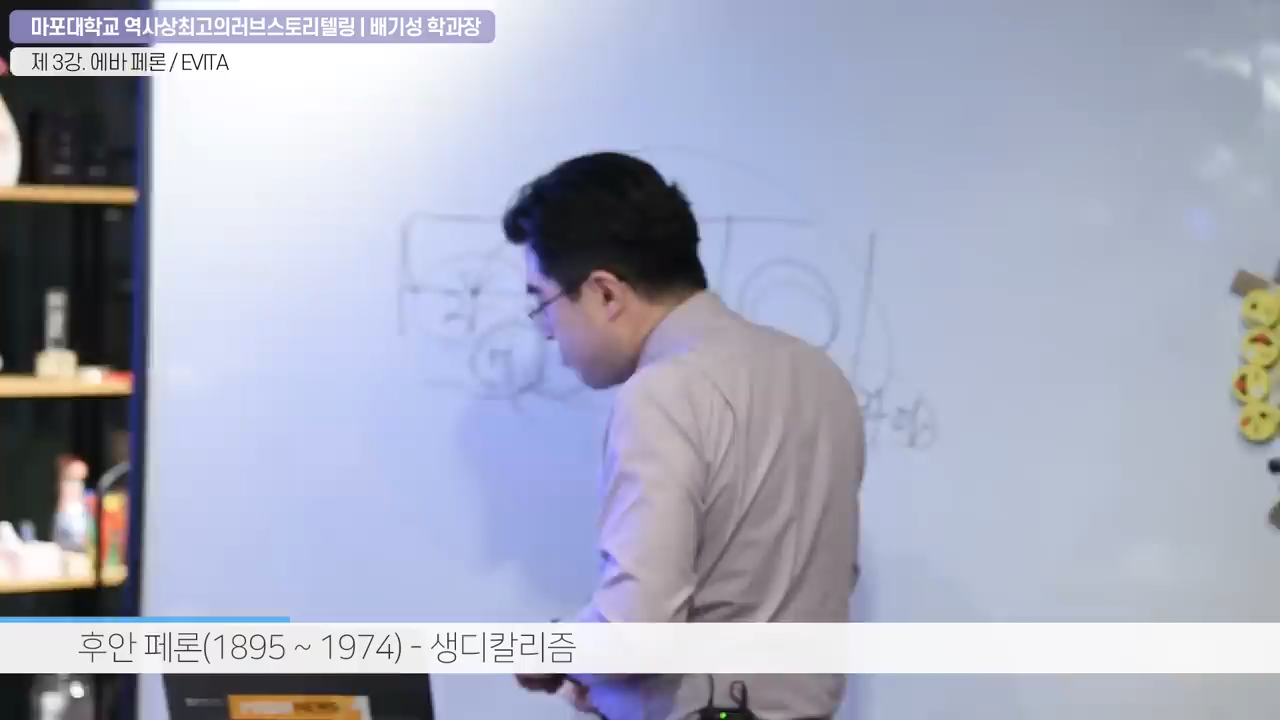 마포대학교 역사상최고의러브스토리텔링 | 배기성 학과장
제 3강. 에바 페론 / EVITA
후안 페론(1895 ~ 1974) - 생디칼리즘
NEWS